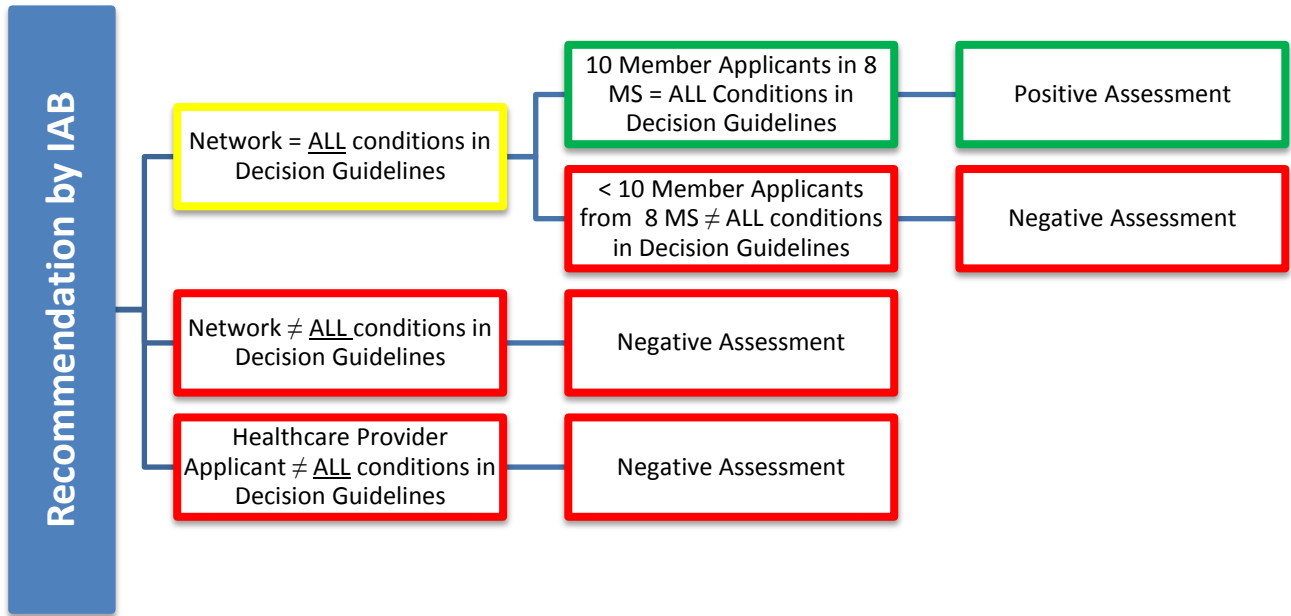 Recommendation by IAB
Network = ALL conditions in
Decision Guidelines
10 Member Applicants in 8
MS = ALL Conditions in
Decision Guidelines
Positive Assessment
< 10 Member Applicants
from 8 MS ≠ ALL conditions
in Decision Guidelines
Negative Assessment
Network ≠ ALL conditions in
Decision Guidelines
Negative Assessment
Healthcare Provider
Applicant ≠ ALL conditions in
Decision Guidelines
Negative Assessment